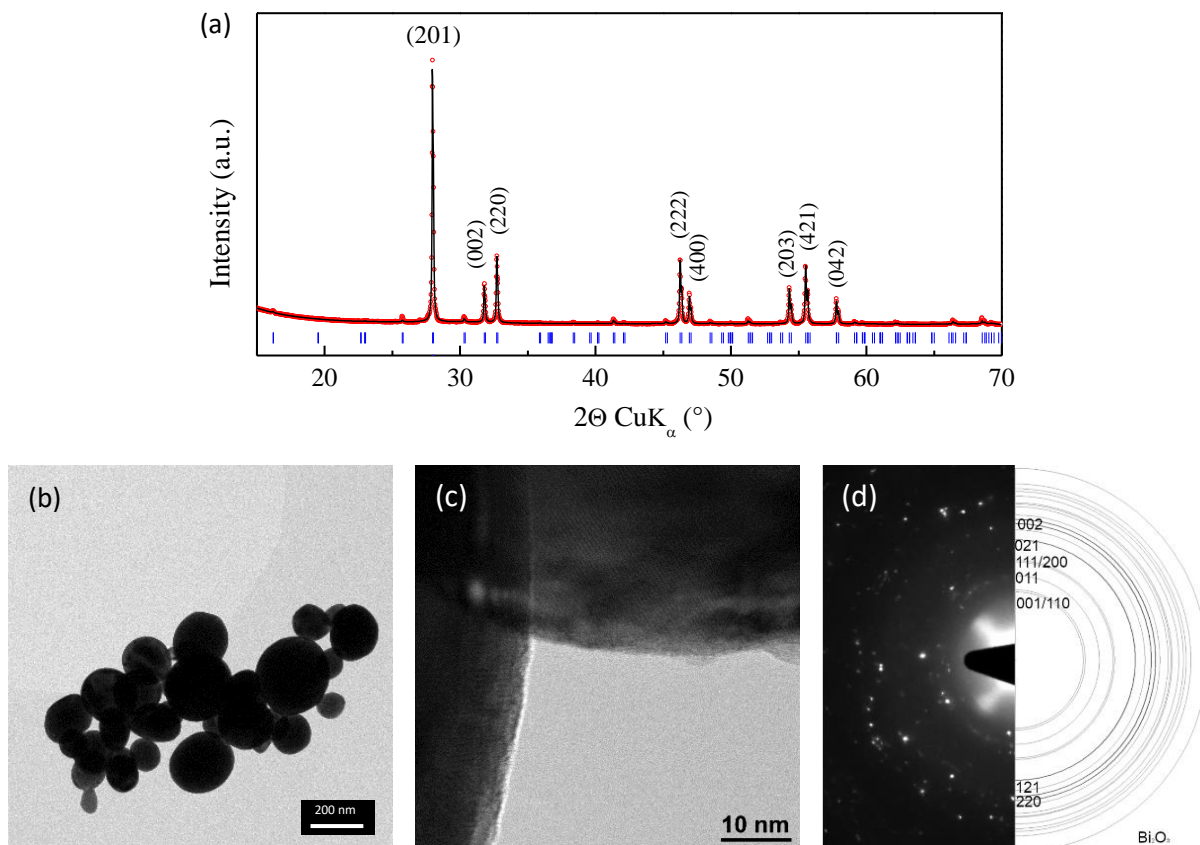 (a)
(201)
(002)
(220)
(222)
(400)
(203)
(421)
(042)
Intensity (a.u.)
20 30 40 50 60 70
2Θ CuKα (°)
(b)
200 nm
(c)
10 nm
(d)
002
021
111/200
011
001/110
121
220